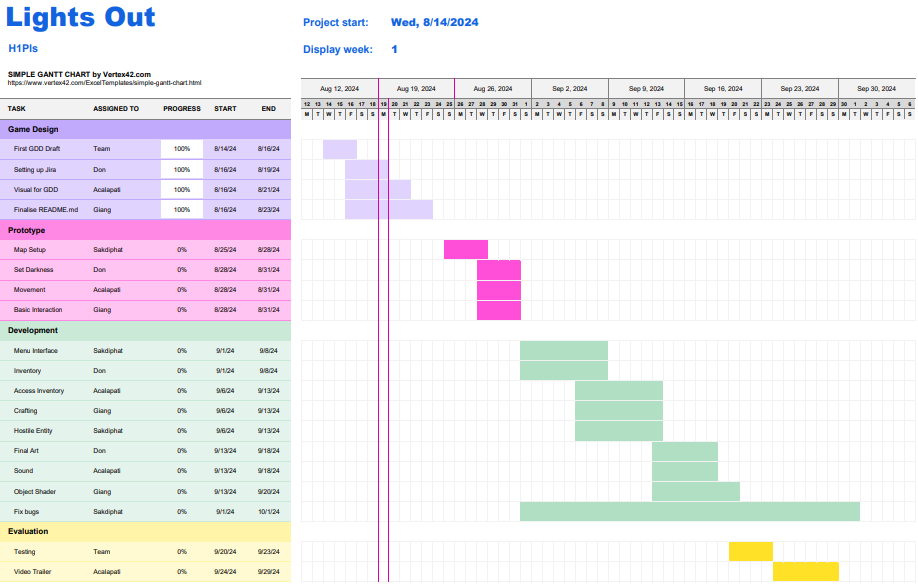 Lights Out
Project start: Wed, 8/14/2024
H1Pls
Display week: 1
SIMPLE GANTT CHART by Vertex42.com
https://www.vertex42.com/ExcelTemplates/simple-gantt-chart.html
Aug 12, 2024 Aug 19, 2024 Aug 26, 2024 Sep 2, 2024 Sep 9, 2024 Sep 16, 2024 Sep 23, 2024 Sep 30, 2024
12 13 14 15 16 17 18 19 20 21 22 23 24 25 26 27 28 29 30 31 1 2 3 4 5 6 7 8 9 10 11 12 13 14 15 16 17 18 19 20 21 22 23 24 25 26 27 28 29 30 1 2 3 4 5 6
TASK ASSIGNED TO PROGRESS START END
M T W T F S S M T W T F S S M T W T F S S M T W T F S S M T W T F S S M T W T F S S M T W T F S S M T W T F S S
Game Design
First GDD Draft Team 100% 8/14/24 8/16/24
Setting up Jira Don 100% 8/16/24 8/19/24
Visual for GDD Acalapati 100% 8/16/24 8/21/24
Finalise README.md Giang 100% 8/16/24 8/23/24
Prototype
Map Setup Sakdiphat 0% 8/25/24 8/28/24
Set Darkness Don 0% 8/28/24 8/31/24
Movement Acalapati 0% 8/28/24 8/31/24
Basic Interaction Giang 0% 8/28/24 8/31/24
Development
Menu Interface Sakdiphat 0% 9/1/24 9/8/24
Inventory Don 0% 9/1/24 9/8/24
Access Inventory Acalapati 0% 9/6/24 9/13/24
Crafting Giang 0% 9/6/24 9/13/24
Hostile Entity Sakdiphat 0% 9/6/24 9/13/24
Final Art Don 0% 9/13/24 9/18/24
Sound Acalapati 0% 9/13/24 9/18/24
Object Shader Giang 0% 9/13/24 9/20/24
Fix bugs Sakdiphat 0% 9/1/24 10/1/24
Evaluation
Testing Team 0% 9/20/24 9/23/24
Video Trailer Acalapati 0% 9/24/24 9/29/24